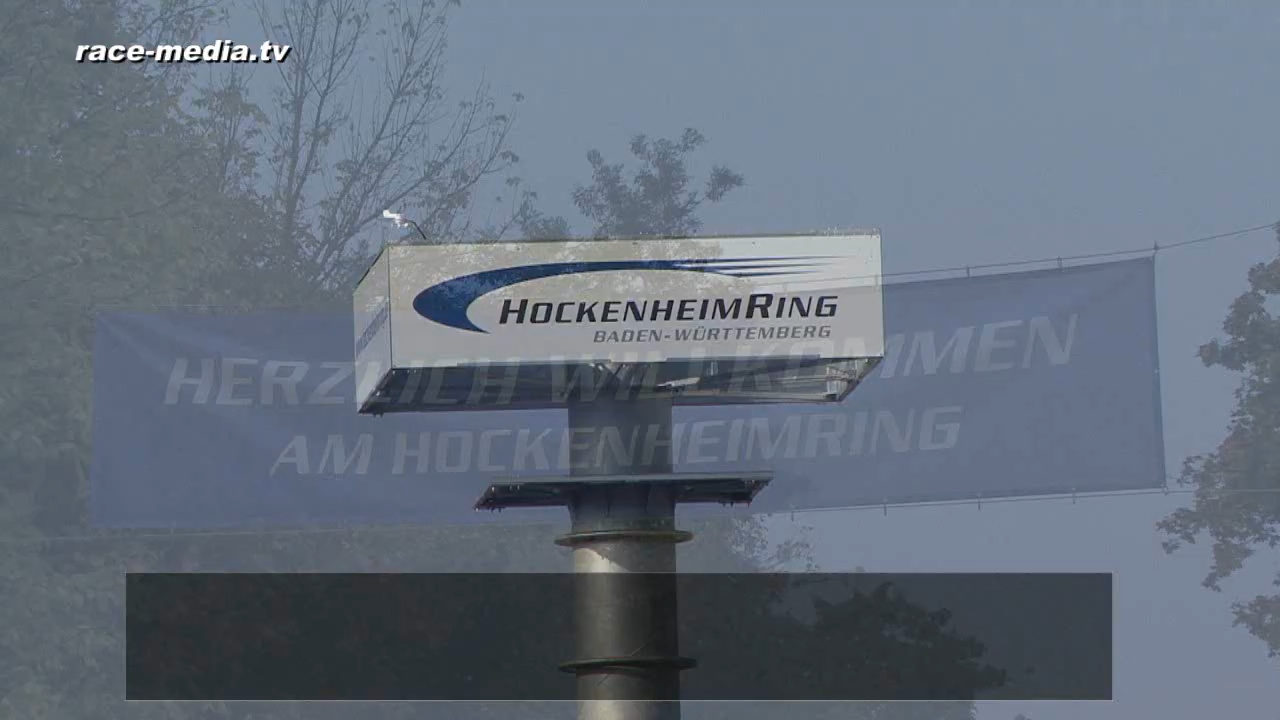 race-media.tv
HOCKENHEIMRING
BADEN-WÜRTTEMBERG
HERZLICH WILLKOMMEN
AM HOCKENHEIMRING